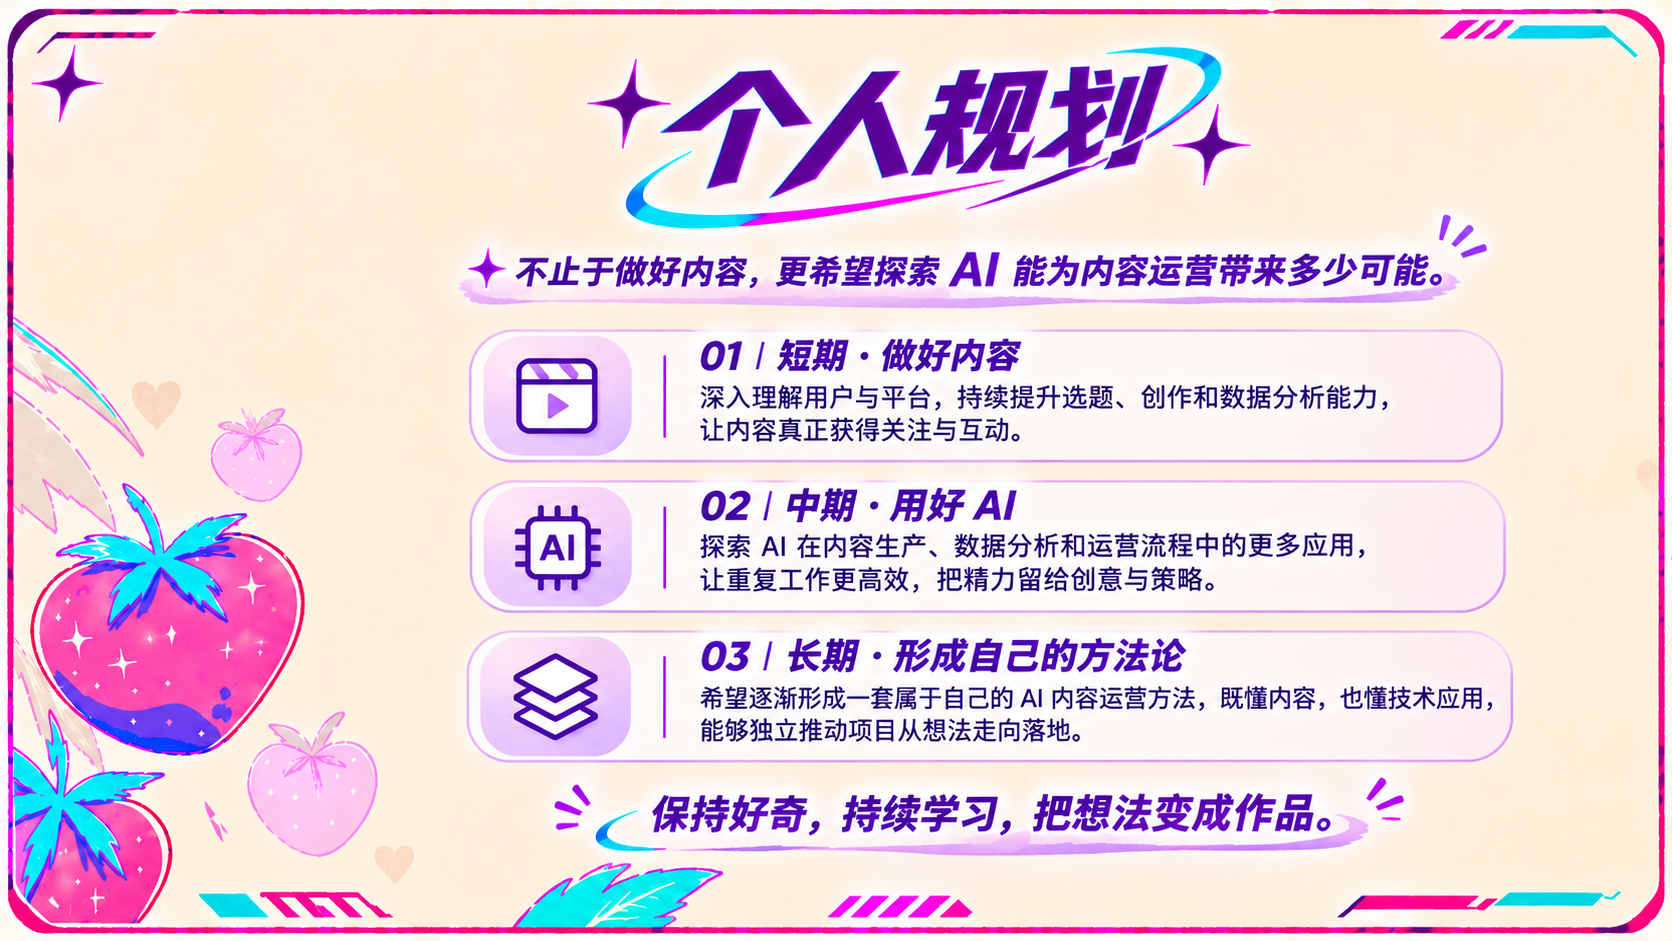 个人规划
不止于做好内容，更希望探索 AI 能为内容运营带来多少可能。
01 | 短期·做好内容
深入理解用户与平台，持续提升选题、创作和数据分析能力，
让内容真正获得关注与互动。
AI
02 | 中期·用好 AI
探索 AI 在内容生产、数据分析和运营流程中的更多应用，
让重复工作更高效，把精力留给创意与策略。
03 | 长期·形成自己的方法论
希望逐渐形成一套属于自己的 AI 内容运营方法，既懂内容，也懂技术应用，
能够独立推动项目从想法走向落地。
保持好奇，持续学习，把想法变成作品。